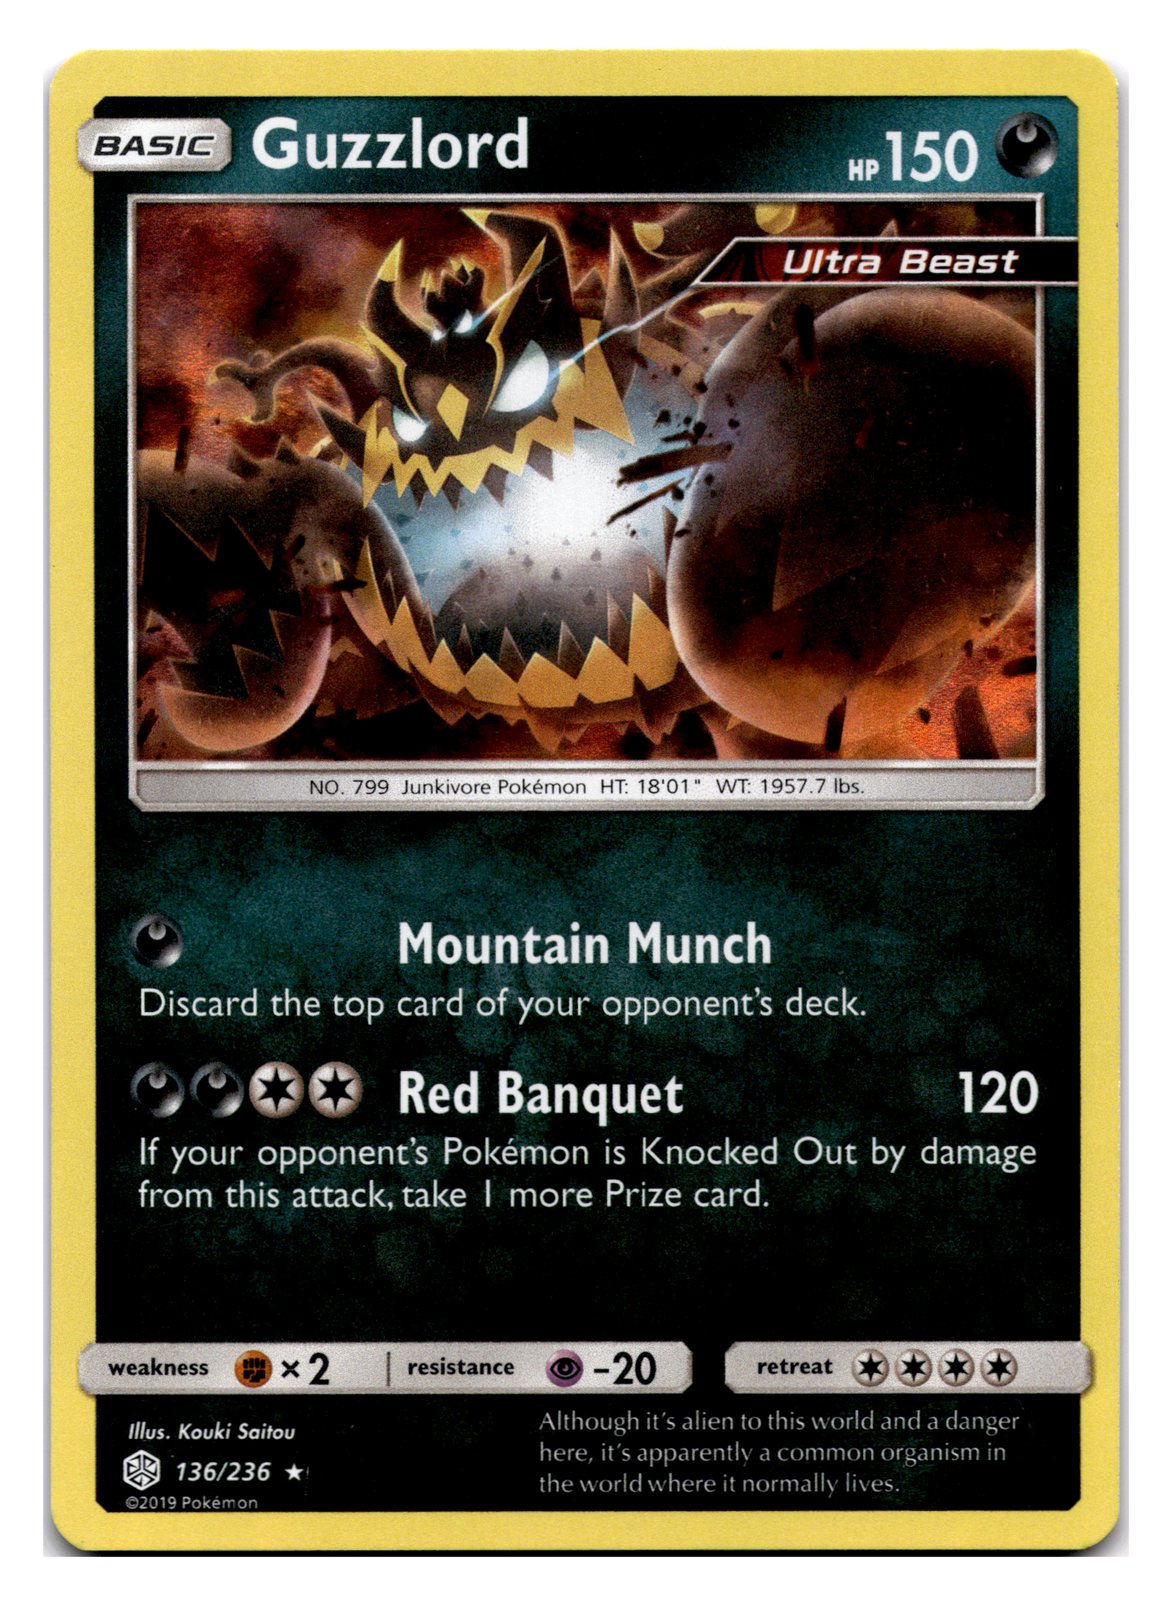 BASIC Guzzlord HP 150
Ultra Beast
NO. 799 Junkivore Pokémon HT: 18'01" WT: 1957.7 lbs.
Mountain Munch
Discard the top card of your opponent's deck.
Red Banquet 120
If your opponent's Pokémon is Knocked Out by damage
from this attack, take 1 more Prize card.
weakness ×2 resistance -20 retreat
Illus. Kouki Saitou
136/236 ★
©2019 Pokémon
Although it's alien to this world and a danger
here, it's apparently a common organism in
the world where it normally lives.